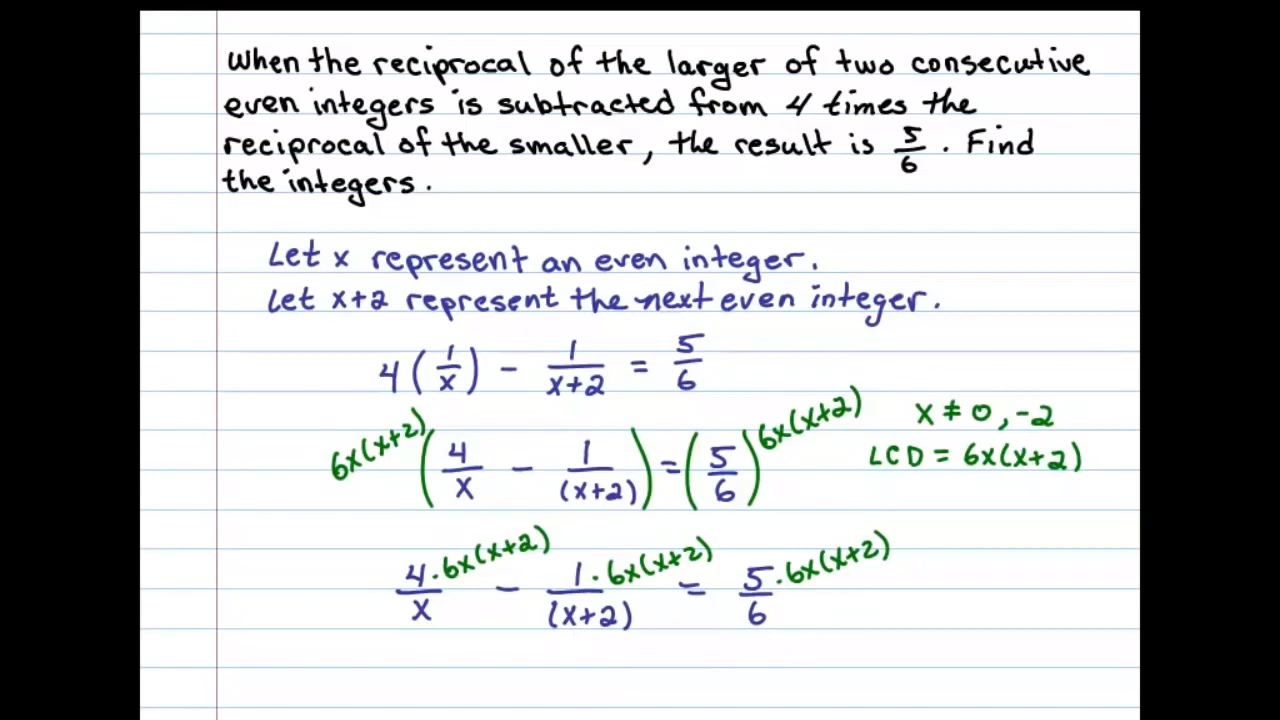 When the reciprocal of the larger of two consecutive
even integers is subtracted from 4 times the
reciprocal of the smaller, the result is 5/6. Find
the integers.
Let x represent an even integer.
Let x+2 represent the next even integer.
4(1/x) - 1/(x+2) = 5/6
x ≠ 0, -2
LCD = 6x(x+2)
6x(x+2) (4/x - 1/(x+2)) = (5/6) 6x(x+2)
4·6x(x+2)/x - 1·6x(x+2)/(x+2) = 5·6x(x+2)/6